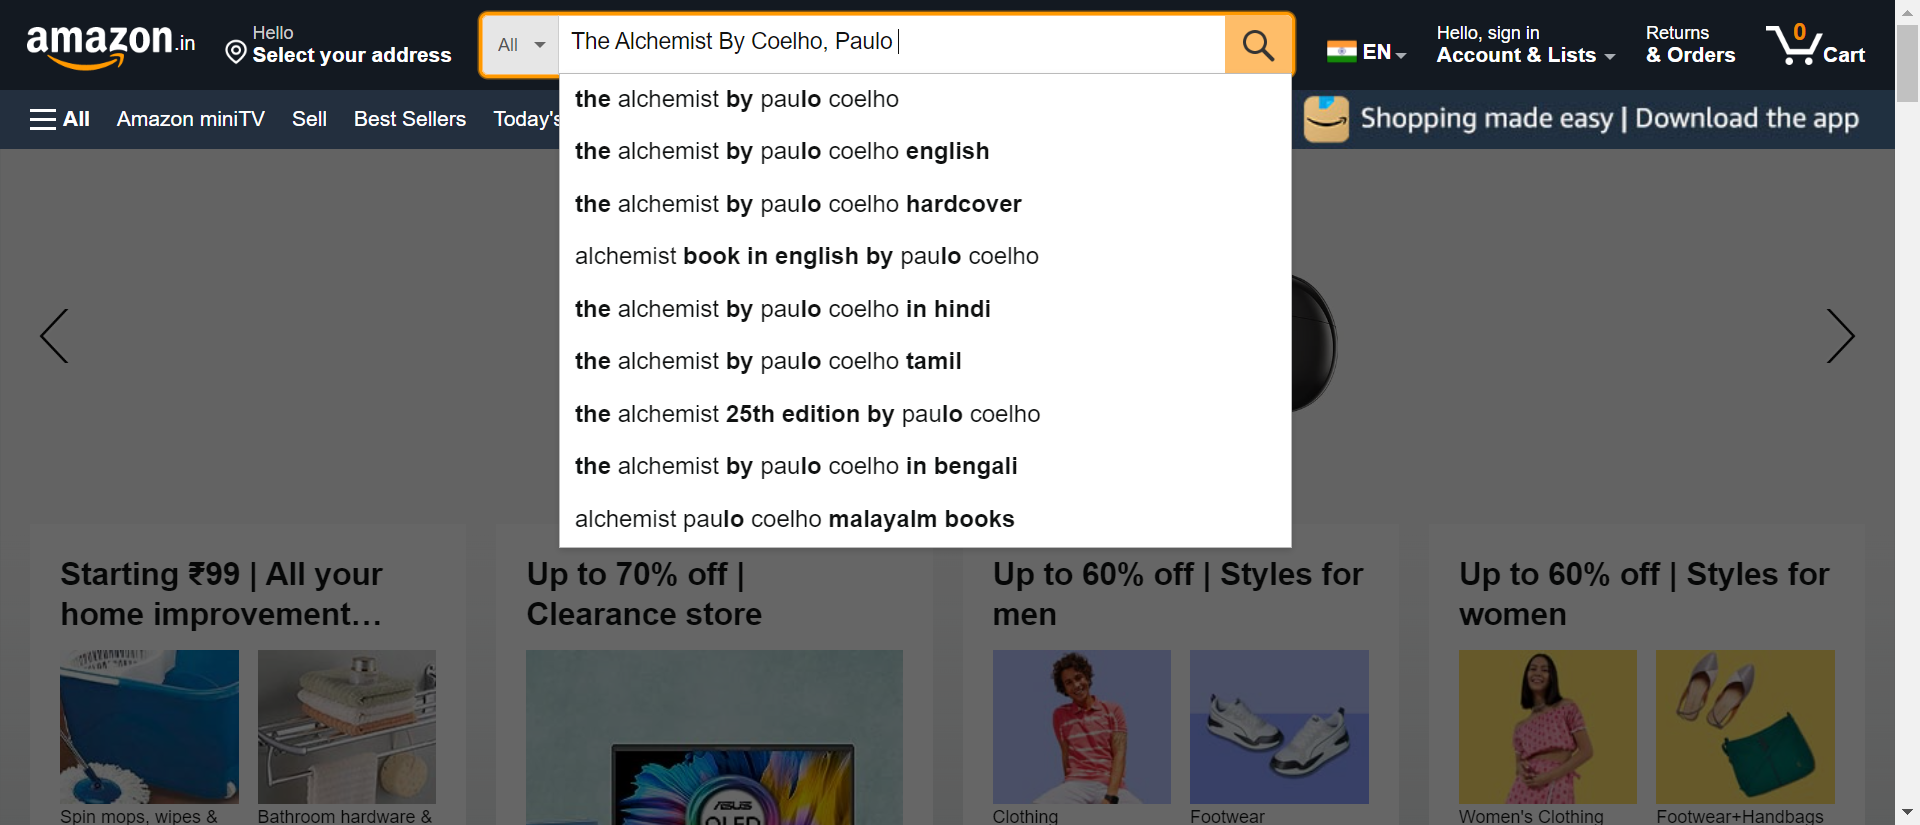 amazon.in
Hello
Select your address
All
The Alchemist By Coelho, Paulo
EN
Hello, sign in
Account & Lists
Returns
& Orders
0
Cart
All
Amazon miniTV
Sell
Best Sellers
Today's
Shopping made easy | Download the app
the alchemist by paulo coelho
the alchemist by paulo coelho english
the alchemist by paulo coelho hardcover
alchemist book in english by paulo coelho
the alchemist by paulo coelho in hindi
the alchemist by paulo coelho tamil
the alchemist 25th edition by paulo coelho
the alchemist by paulo coelho in bengali
alchemist paulo coelho malayalm books
Starting ₹99 | All your
home improvement…
Spin mops, wipes &
Bathroom hardware &
Up to 70% off |
Clearance store
ASUS
OLED
Up to 60% off | Styles for
men
Clothing
Footwear
Up to 60% off | Styles for
women
Women's Clothing
Footwear+Handbags